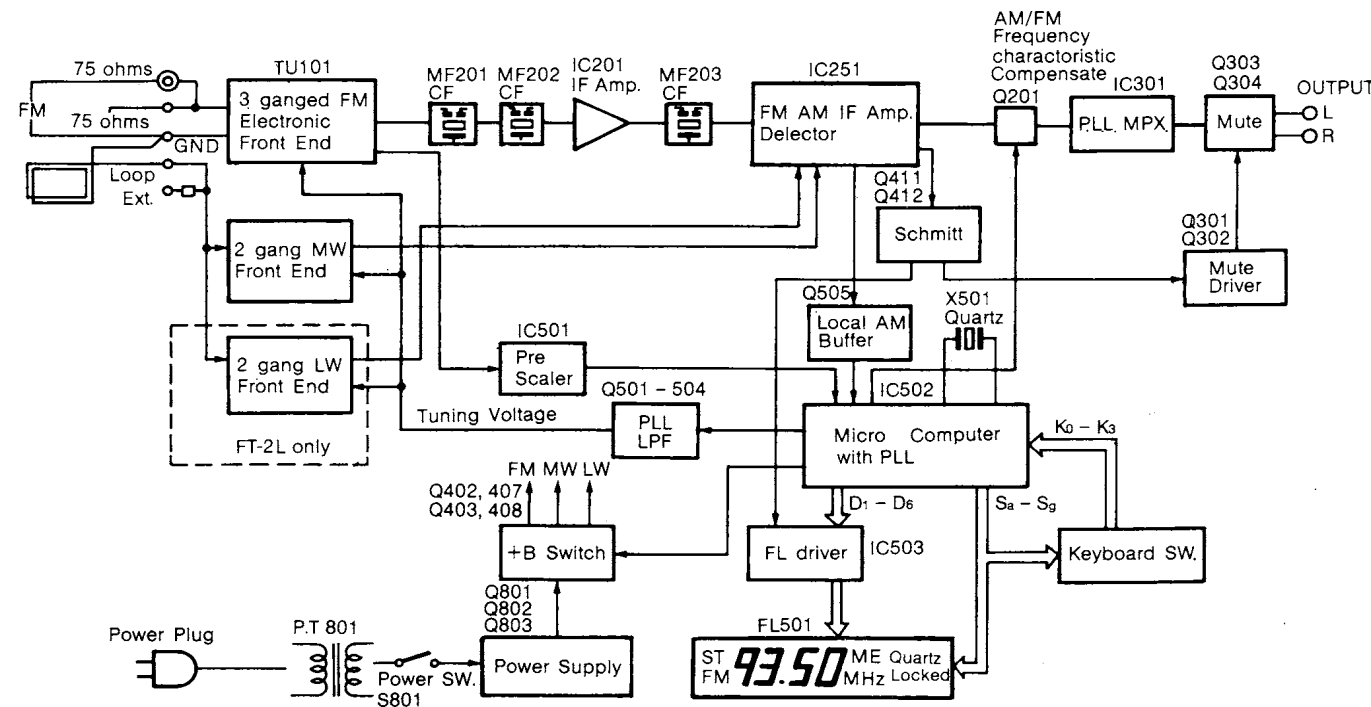 75 ohms
FM
75 ohms
GND
Loop
Ext.
TU101
3 ganged FM
Electronic
Front End
MF201
CF
MF202
CF
IC201
IF Amp.
MF203
CF
IC251
FM AM IF Amp.
Delector
AM/FM
Frequency
charactoristic
Compensate
Q201
IC301
P.L.L. MPX.
Q303
Q304
Mute
OUTPUT
L
R
2 gang MW
Front End
Q411
Q412
Schmitt
Q301
Q302
Mute
Driver
2 gang LW
Front End
FT-2L only
IC501
Pre
Scaler
Q505
Local AM
Buffer
X501
Quartz
IC502
Tuning Voltage
Q501 – 504
PLL
LPF
Micro Computer
with PLL
K0 – K3
FM MW LW
Q402, 407
Q403, 408
+B Switch
D1 – D6
Sa – Sg
FL driver
IC503
Keyboard SW.
Q801
Q802
Q803
Power Plug
P.T 801
Power SW.
S801
Power Supply
FL501
ST
FM
93.50
ME
MHz
Quartz
Locked